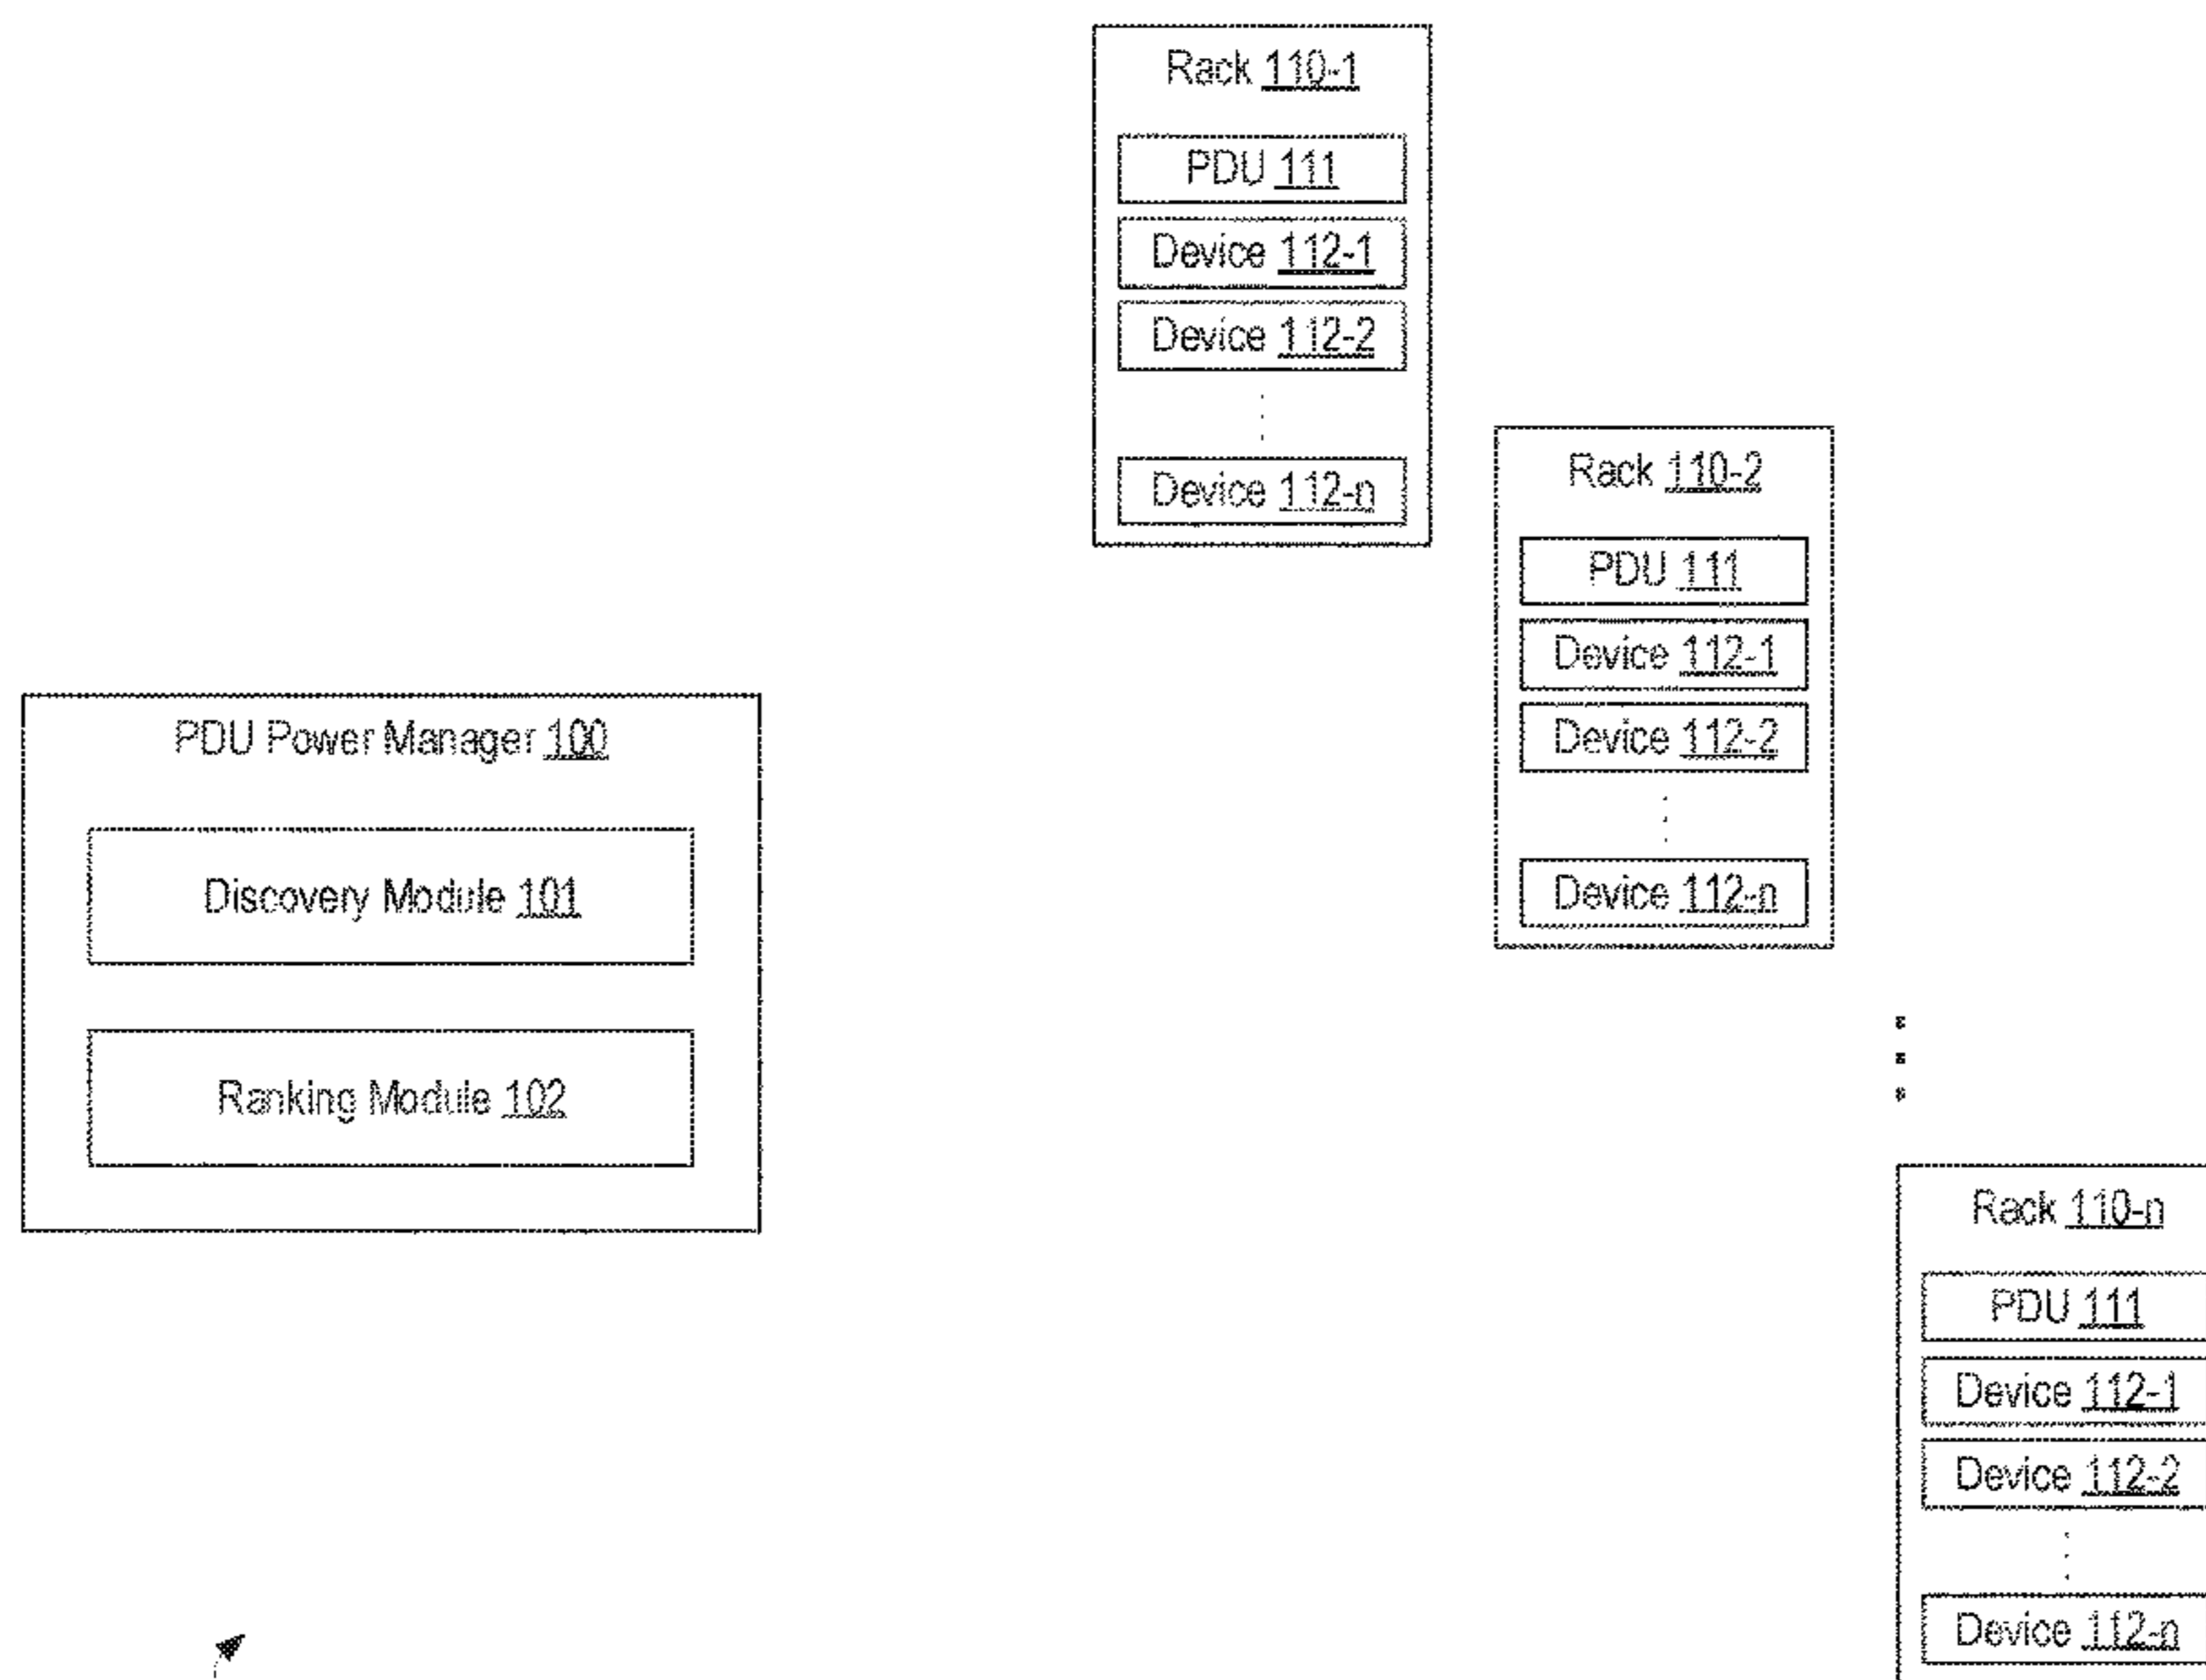 Rack 110-1
PDU 111
Device 112-1
Device 112-2
Device 112-n
Rack 110-2
PDU 111
Device 112-1
Device 112-2
Device 112-n
PDU Power Manager 100
Discovery Module 101
Ranking Module 102
Rack 110-n
PDU 111
Device 112-1
Device 112-2
Device 112-n